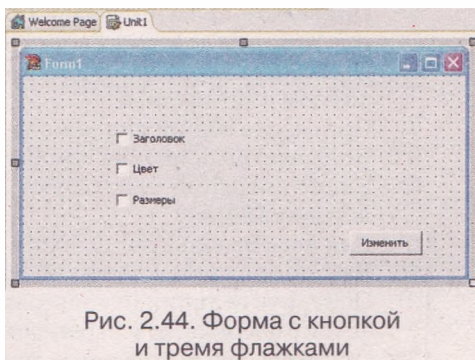 Welcome Page Unit1
Form1
Заголовок
Цвет
Размеры
Изменить
Рис. 2.44. Форма с кнопкой
и тремя флажками